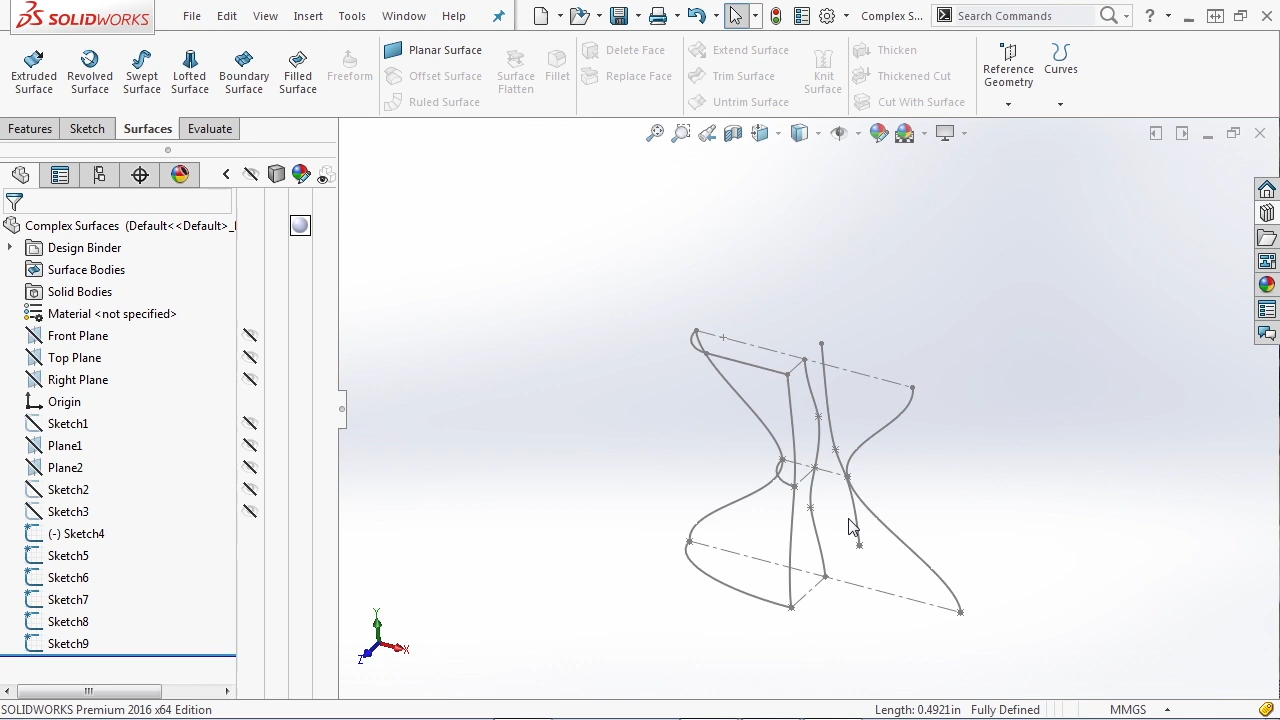 SOLIDWORKS File Edit View Insert Tools Window Help Complex S... Search Commands ?
Extruded Surface Revolved Surface Swept Surface Lofted Surface Boundary Surface Filled Surface Freeform
Planar Surface Surface Flatten Fillet Delete Face Extend Surface Knit Surface Thicken Reference Geometry Curves
Offset Surface Replace Face Trim Surface Thickened Cut
Ruled Surface Untrim Surface Cut With Surface
Features Sketch Surfaces Evaluate
Complex Surfaces (Default<<Default>_
Design Binder
Surface Bodies
Solid Bodies
Material <not specified>
Front Plane
Top Plane
Right Plane
Origin
Sketch1
Plane1
Plane2
Sketch2
Sketch3
(-) Sketch4
Sketch5
Sketch6
Sketch7
Sketch8
Sketch9
Y
X
Z
SOLIDWORKS Premium 2016 x64 Edition Length: 0.4921in Fully Defined MMGS